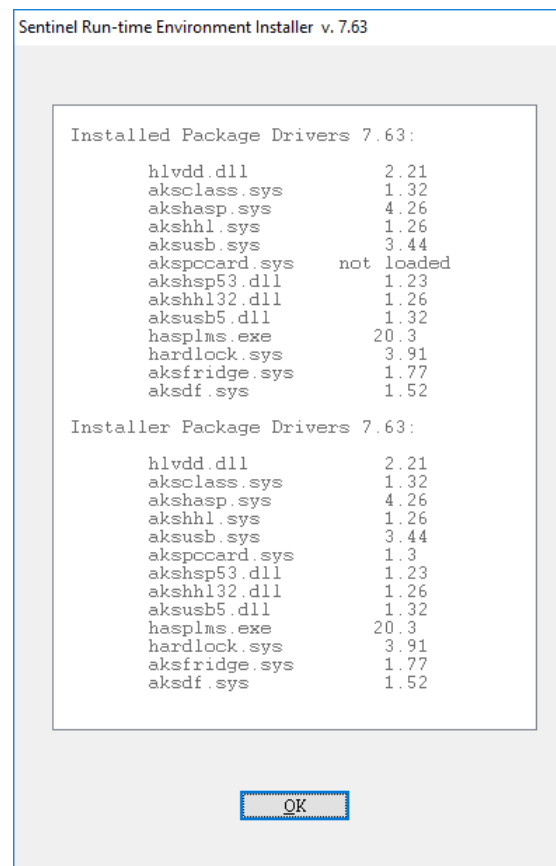 Sentinel Run-time Environment Installer v. 7.63
Installed Package Drivers 7.63:
hlvdd.dll 2.21
aksclass.sys 1.32
akshasp.sys 4.26
akshhl.sys 1.26
aksusb.sys 3.44
akspccard.sys not loaded
akshsp53.dll 1.23
akshhl32.dll 1.26
aksusb5.dll 1.32
hasplms.exe 20.3
hardlock.sys 3.91
aksfridge.sys 1.77
aksdf.sys 1.52
Installer Package Drivers 7.63:
hlvdd.dll 2.21
aksclass.sys 1.32
akshasp.sys 4.26
akshhl.sys 1.26
aksusb.sys 3.44
akspccard.sys 1.3
akshsp53.dll 1.23
akshhl32.dll 1.26
aksusb5.dll 1.32
hasplms.exe 20.3
hardlock.sys 3.91
aksfridge.sys 1.77
aksdf.sys 1.52
OK